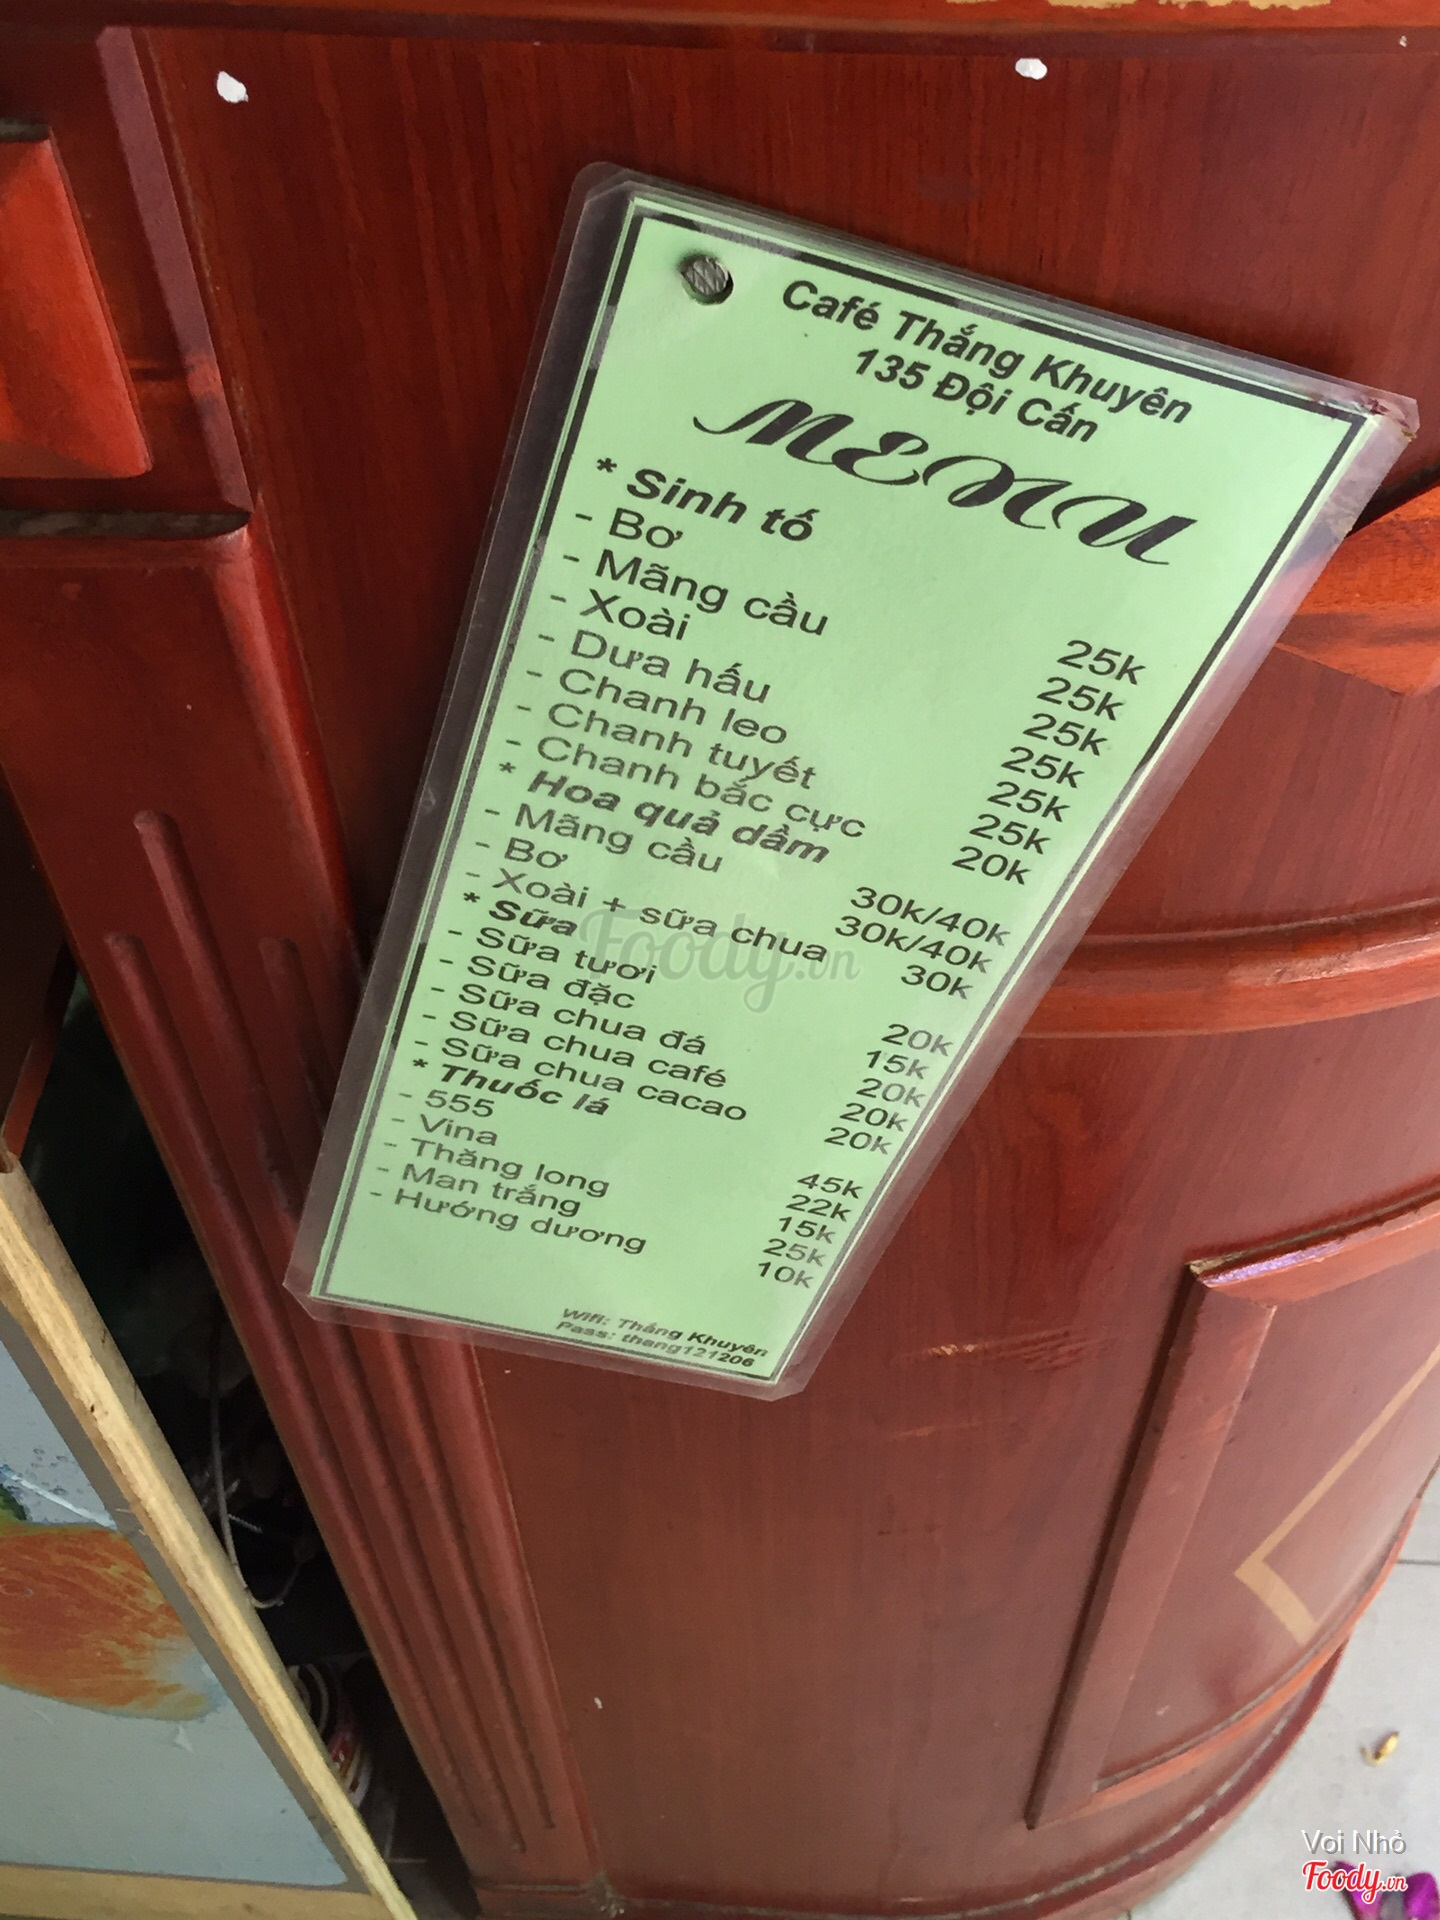 Café Thắng Khuyên
135 Đội Cấn
MENU
* Sinh tố
- Bơ 25k
- Mãng cầu 25k
- Xoài 25k
- Dưa hấu 25k
- Chanh leo 25k
- Chanh tuyết 25k
- Chanh bắc cực 20k
* Hoa quả dầm
- Mãng cầu 30k/40k
- Bơ 30k/40k
- Xoài + sữa chua 30k
* Sữa
- Sữa tươi 20k
- Sữa đặc 15k
- Sữa chua đá 20k
- Sữa chua café 20k
- Sữa chua cacao 20k
* Thuốc lá
- 555 45k
- Vina 22k
- Thăng long 15k
- Man trắng 25k
- Hướng dương 10k
Wifi: Thắng Khuyên
Pass: thang121206
Foody.vn
Voi Nhỏ
Foody.vn